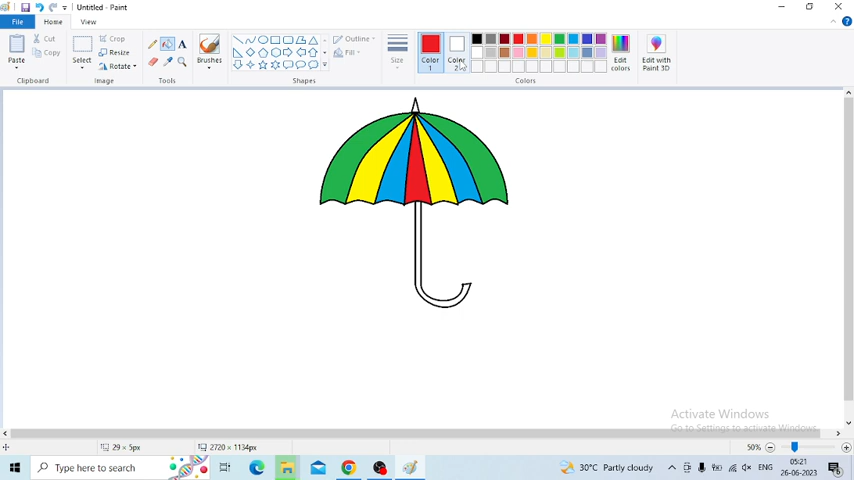 Untitled - Paint
File Home View
Paste
Cut
Copy
Clipboard
Select
Crop
Resize
Rotate
Image
A
Tools
Brushes
Outline
Fill
Shapes
Size
Color 1
Color 2
Edit colors
Colors
Edit with Paint 3D
Activate Windows
Go to Settings to activate Windows.
29 × 5px
2720 × 1134px
50%
Type here to search
30°C Partly cloudy
ENG
05:21
26-06-2023